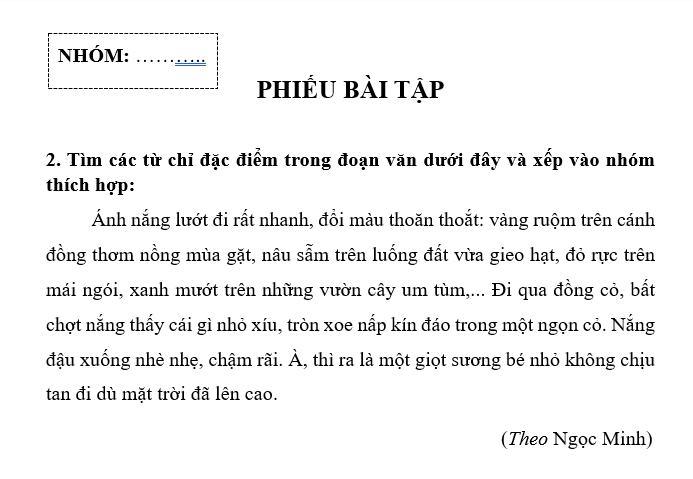 NHÓM: ………..
PHIẾU BÀI TẬP
2. Tìm các từ chỉ đặc điểm trong đoạn văn dưới đây và xếp vào nhóm
thích hợp:
Ánh nắng lướt đi rất nhanh, đổi màu thoăn thoắt: vàng ruộm trên cánh
đồng thơm nồng mùa gặt, nâu sẫm trên luống đất vừa gieo hạt, đỏ rực trên
mái ngói, xanh mướt trên những vườn cây um tùm,... Đi qua đồng cỏ, bất
chợt nắng thấy cái gì nhỏ xíu, tròn xoe nấp kín đáo trong một ngọn cỏ. Nắng
đậu xuống nhè nhẹ, chậm rãi. À, thì ra là một giọt sương bé nhỏ không chịu
tan đi dù mặt trời đã lên cao.
(Theo Ngọc Minh)